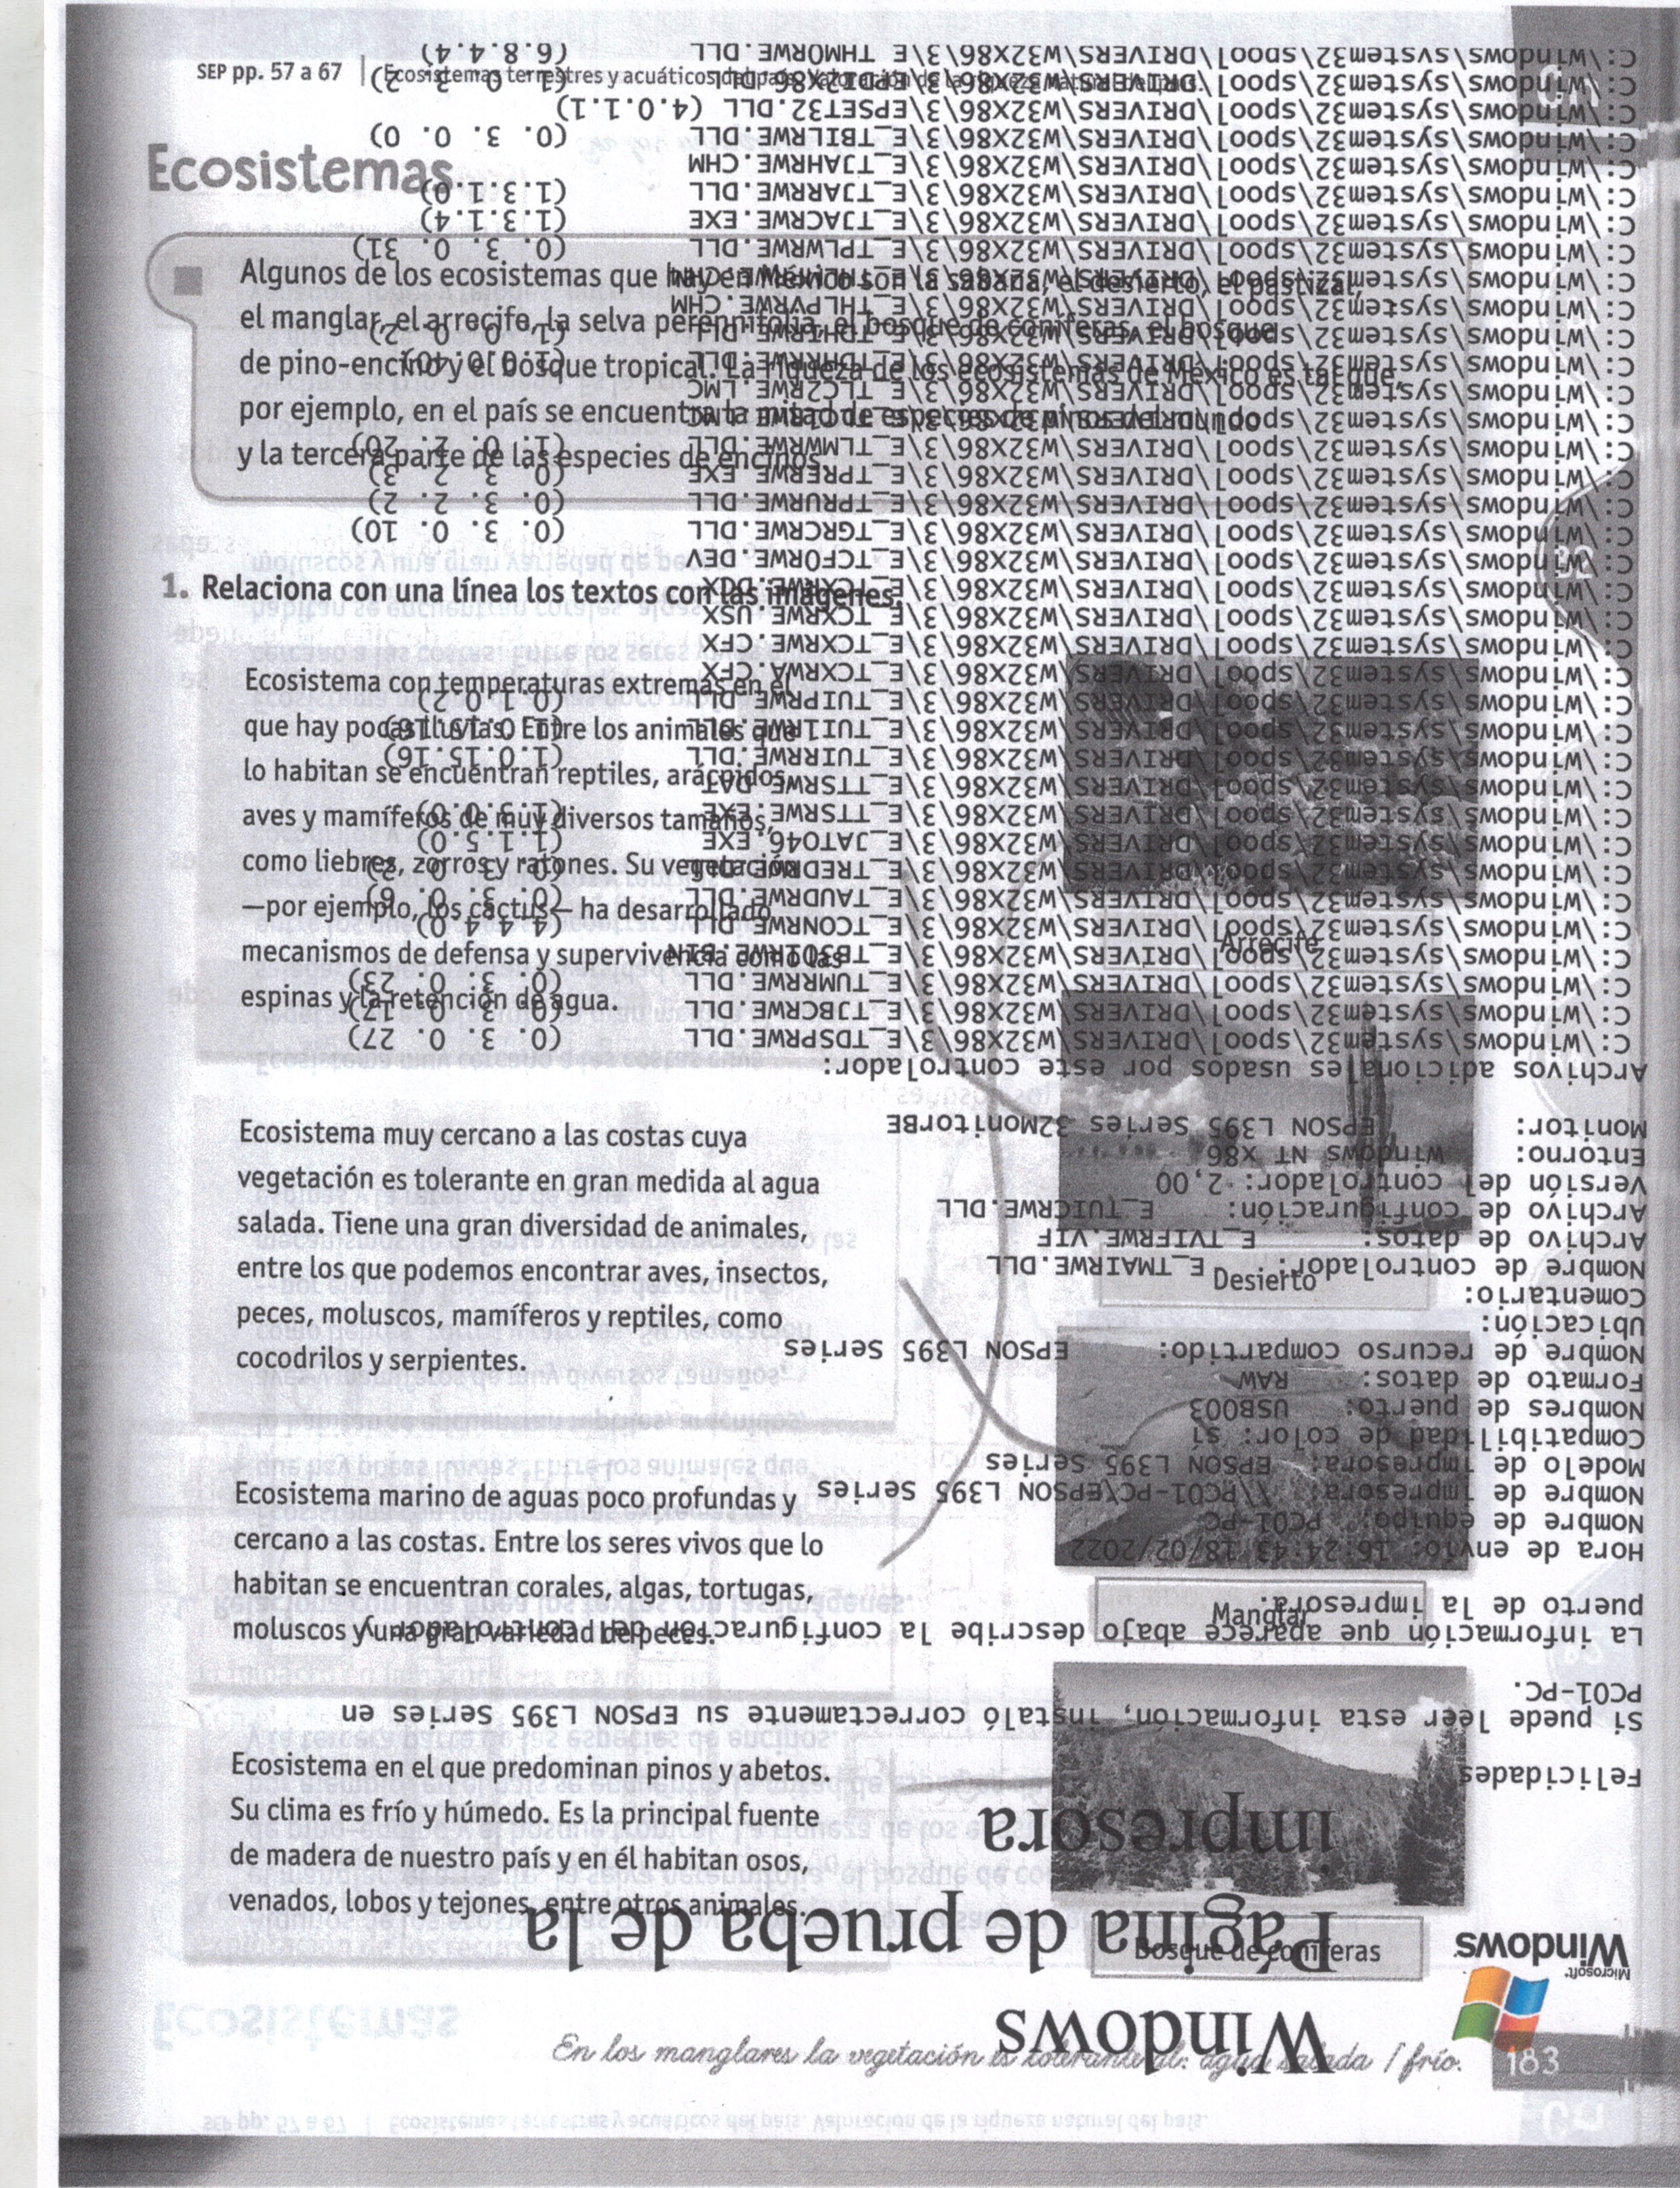 SEP pp. 57 a 67 | Ecosistemas terrestres y acuáticos del país. Valoración de la riqueza natural del país.
Cn
Ecosistemas
Algunos de los ecosistemas que hay en México son la sabana, el desierto, el pastizal,
el manglar, el arrecife, la selva perennifolia, el bosque de coníferas, el bosque
de pino-encino y el bosque tropical. La riqueza de los ecosistemas de México es tal que,
por ejemplo, en el país se encuentra la mitad de especies de pinos del mundo
y la tercera parte de las especies de encinos.
1. Relaciona con una línea los textos con las imágenes.
Ecosistema con temperaturas extremas en el
que hay pocas lluvias. Entre los animales que
lo habitan se encuentran reptiles, arácnidos,
aves y mamíferos de muy diversos tamaños,
como liebres, zorros y ratones. Su vegetación
—por ejemplo, los cactus— ha desarrollado
mecanismos de defensa y supervivencia como las
espinas y la retención de agua.
Arrecife
Ecosistema muy cercano a las costas cuya
vegetación es tolerante en gran medida al agua
salada. Tiene una gran diversidad de animales,
entre los que podemos encontrar aves, insectos,
peces, moluscos, mamíferos y reptiles, como
cocodrilos y serpientes.
Desierto
Ecosistema marino de aguas poco profundas y
cercano a las costas. Entre los seres vivos que lo
habitan se encuentran corales, algas, tortugas,
moluscos y una gran variedad de peces.
Manglar
Ecosistema en el que predominan pinos y abetos.
Su clima es frío y húmedo. Es la principal fuente
de madera de nuestro país y en él habitan osos,
venados, lobos y tejones, entre otros animales.
Bosque de coníferas
En los manglares la vegetación es tolerante al: agua salada / frío.
183
Microsoft
Windows
Windows
Página de prueba de la
impresora
Felicidades
Si puede leer esta información, instaló correctamente su EPSON L395 Series en
PC01-PC.
La información que aparece abajo describe la configuración del controlador y
puerto de la impresora.
Hora de envío: 16:24:43 18/02/2022
Nombre de equipo: PC01-PC
Nombre de impresora: \\PC01-PC\EPSON L395 Series
Modelo de impresora: EPSON L395 Series
Compatibilidad de color: sí
Nombres de puerto: USB003
Formato de datos: RAW
Nombre de recurso compartido: EPSON L395 Series
Ubicación:
Comentario:
Nombre de controlador: E_TMAIRWE.DLL
Archivo de datos: E_TVIFRWE.VIF
Archivo de configuración: E_TUICRWE.DLL
Versión del controlador: 2,00
Entorno: Windows NT x86
Monitor: EPSON L395 Series 32MonitorBE
Archivos adicionales usados por este controlador:
C:\Windows\system32\spool\DRIVERS\W32X86\3\E_TDSPRWE.DLL (0. 3. 0. 27)
C:\Windows\system32\spool\DRIVERS\W32X86\3\E_TJBCRWE.DLL (0. 3. 0. 17)
C:\Windows\system32\spool\DRIVERS\W32X86\3\E_TUMRRWE.DLL (0. 3. 0. 23)
C:\Windows\system32\spool\DRIVERS\W32X86\3\E_TB3QIRWE.BIN
C:\Windows\system32\spool\DRIVERS\W32X86\3\E_TCONRWE.DLL (4.4.4.0)
C:\Windows\system32\spool\DRIVERS\W32X86\3\E_TAUDRWE.DLL (0. 3. 0. 6)
C:\Windows\system32\spool\DRIVERS\W32X86\3\E_TREDRWE.DLL
C:\Windows\system32\spool\DRIVERS\W32X86\3\E_JATO46.EXE (1.1.5.0)
C:\Windows\system32\spool\DRIVERS\W32X86\3\E_TTSRWE.EXE
C:\Windows\system32\spool\DRIVERS\W32X86\3\E_TTSRWE.DAT
C:\Windows\system32\spool\DRIVERS\W32X86\3\E_TUIRRWE.DLL (1.0.15.16)
C:\Windows\system32\spool\DRIVERS\W32X86\3\E_TUI1RWE.DLL
C:\Windows\system32\spool\DRIVERS\W32X86\3\E_TUIPRWE.DLL (0.1.0.2)
C:\Windows\system32\spool\DRIVERS\W32X86\3\E_TCXRWA.CFX
C:\Windows\system32\spool\DRIVERS\W32X86\3\E_TCXRWE.CFX
C:\Windows\system32\spool\DRIVERS\W32X86\3\E_TCXRWE.USX
C:\Windows\system32\spool\DRIVERS\W32X86\3\E_TCXRWE.DCX
C:\Windows\system32\spool\DRIVERS\W32X86\3\E_TCF0RWE.DEV
C:\Windows\system32\spool\DRIVERS\W32X86\3\E_TGRCRWE.DLL (0. 3. 0. 10)
C:\Windows\system32\spool\DRIVERS\W32X86\3\E_TPRURWE.DLL (0. 3. 2. 2)
C:\Windows\system32\spool\DRIVERS\W32X86\3\E_TPRERWE.EXE (0. 3. 2. 3)
C:\Windows\system32\spool\DRIVERS\W32X86\3\E_TLMWRWE.DLL (1. 0. 2. 20)
C:\Windows\system32\spool\DRIVERS\W32X86\3\E_TLC1RWE.LMC
C:\Windows\system32\spool\DRIVERS\W32X86\3\E_TLC2RWE.LMC
C:\Windows\system32\spool\DRIVERS\W32X86\3\E_TDHRRWE.DLL (1.0.0.40)
C:\Windows\system32\spool\DRIVERS\W32X86\3\E_TDHIRWE.DLL (1. 0. 0. 2)
C:\Windows\system32\spool\DRIVERS\W32X86\3\E_THLPVRWE.CHM
C:\Windows\system32\spool\DRIVERS\W32X86\3\E_THLMWRWE.CHM
C:\Windows\system32\spool\DRIVERS\W32X86\3\E_TPLWRWE.DLL (0. 3. 0. 31)
C:\Windows\system32\spool\DRIVERS\W32X86\3\E_TJACRWE.EXE (1.3.1.4)
C:\Windows\system32\spool\DRIVERS\W32X86\3\E_TJARRWE.DLL (1.3.1.0)
C:\Windows\system32\spool\DRIVERS\W32X86\3\E_TJAHRWE.CHM
C:\Windows\system32\spool\DRIVERS\W32X86\3\E_TBILRWE.DLL (0. 3. 0. 0)
C:\Windows\system32\spool\DRIVERS\W32X86\3\EPSET32.DLL (4.0.1.1)
C:\Windows\system32\spool\DRIVERS\W32X86\3\EPDI2X86.DLL
C:\Windows\system32\spool\DRIVERS\W32X86\3\E_THM0RWE.DLL (6.8.4.4)